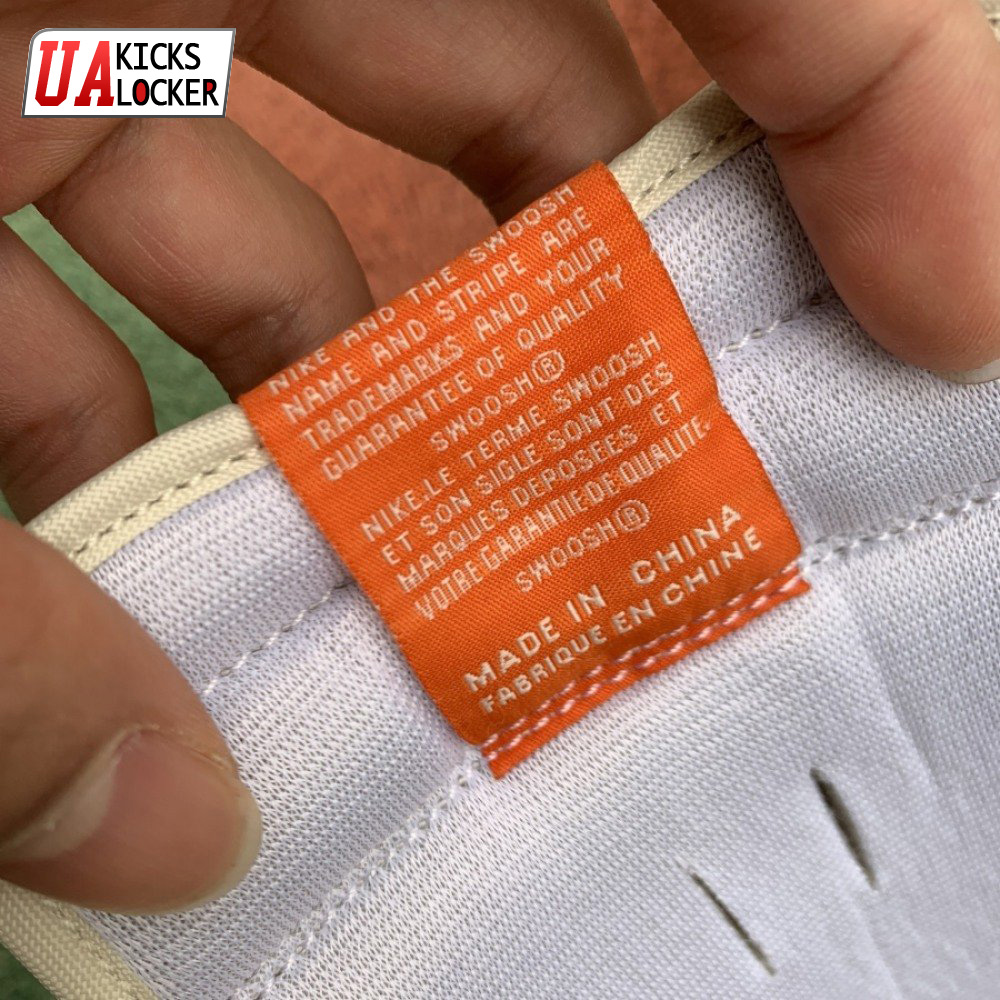 UA KICKS
LOCKER
NIKE AND THE SWOOSH
NAME AND STRIPE ARE
TRADEMARKS AND YOUR
GUARANTEE OF QUALITY
SWOOSH®
NIKE.LE TERME SWOOSH
ET SON SIGLE SONT DES
MARQUES DEPOSEES ET
VOTRE GARANTIE DE QUALITE.
SWOOSH®
MADE IN CHINA
FABRIQUE EN CHINE